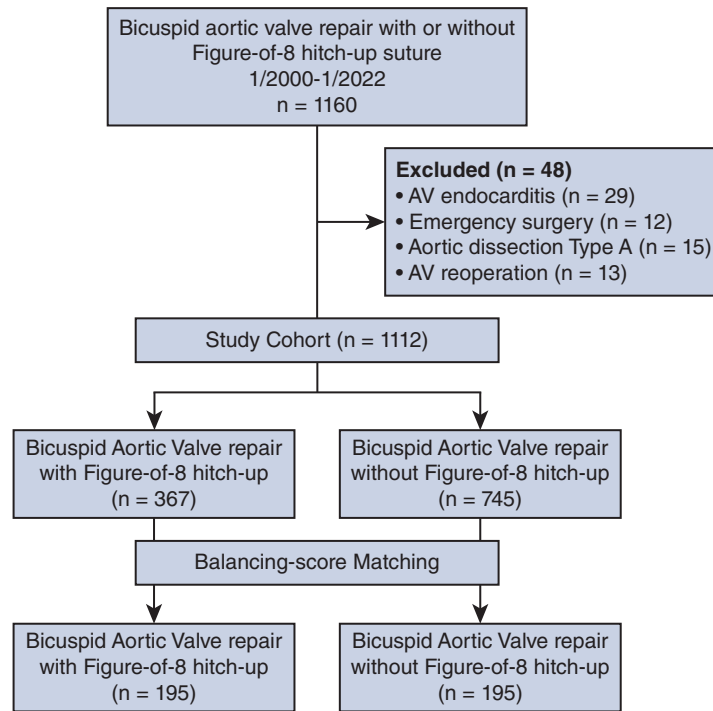 Bicuspid aortic valve repair with or without
Figure-of-8 hitch-up suture
1/2000-1/2022
n = 1160
Excluded (n = 48)
• AV endocarditis (n = 29)
• Emergency surgery (n = 12)
• Aortic dissection Type A (n = 15)
• AV reoperation (n = 13)
Study Cohort (n = 1112)
Bicuspid Aortic Valve repair
with Figure-of-8 hitch-up
(n = 367)
Bicuspid Aortic Valve repair
without Figure-of-8 hitch-up
(n = 745)
Balancing-score Matching
Bicuspid Aortic Valve repair
with Figure-of-8 hitch-up
(n = 195)
Bicuspid Aortic Valve repair
without Figure-of-8 hitch-up
(n = 195)